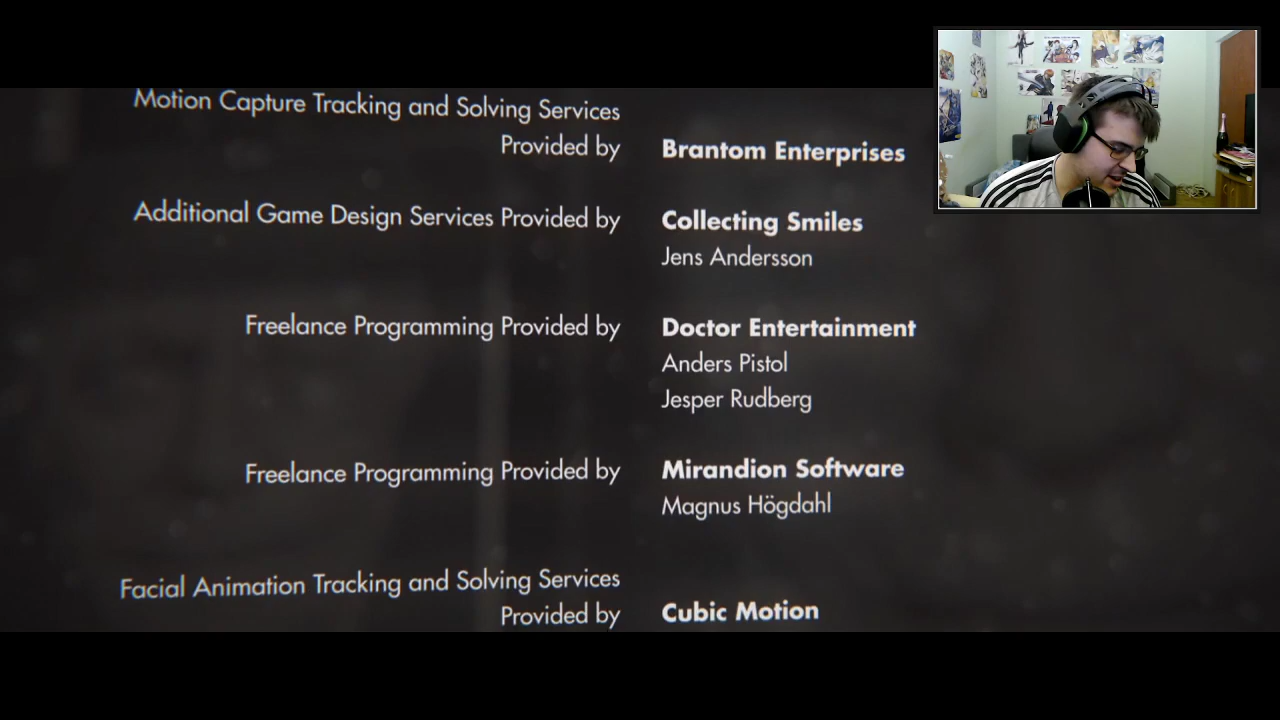 Motion Capture Tracking and Solving Services
Provided by Brantom Enterprises
Additional Game Design Services Provided by Collecting Smiles
Jens Andersson
Freelance Programming Provided by Doctor Entertainment
Anders Pistol
Jesper Rudberg
Freelance Programming Provided by Mirandion Software
Magnus Högdahl
Facial Animation Tracking and Solving Services
Provided by Cubic Motion